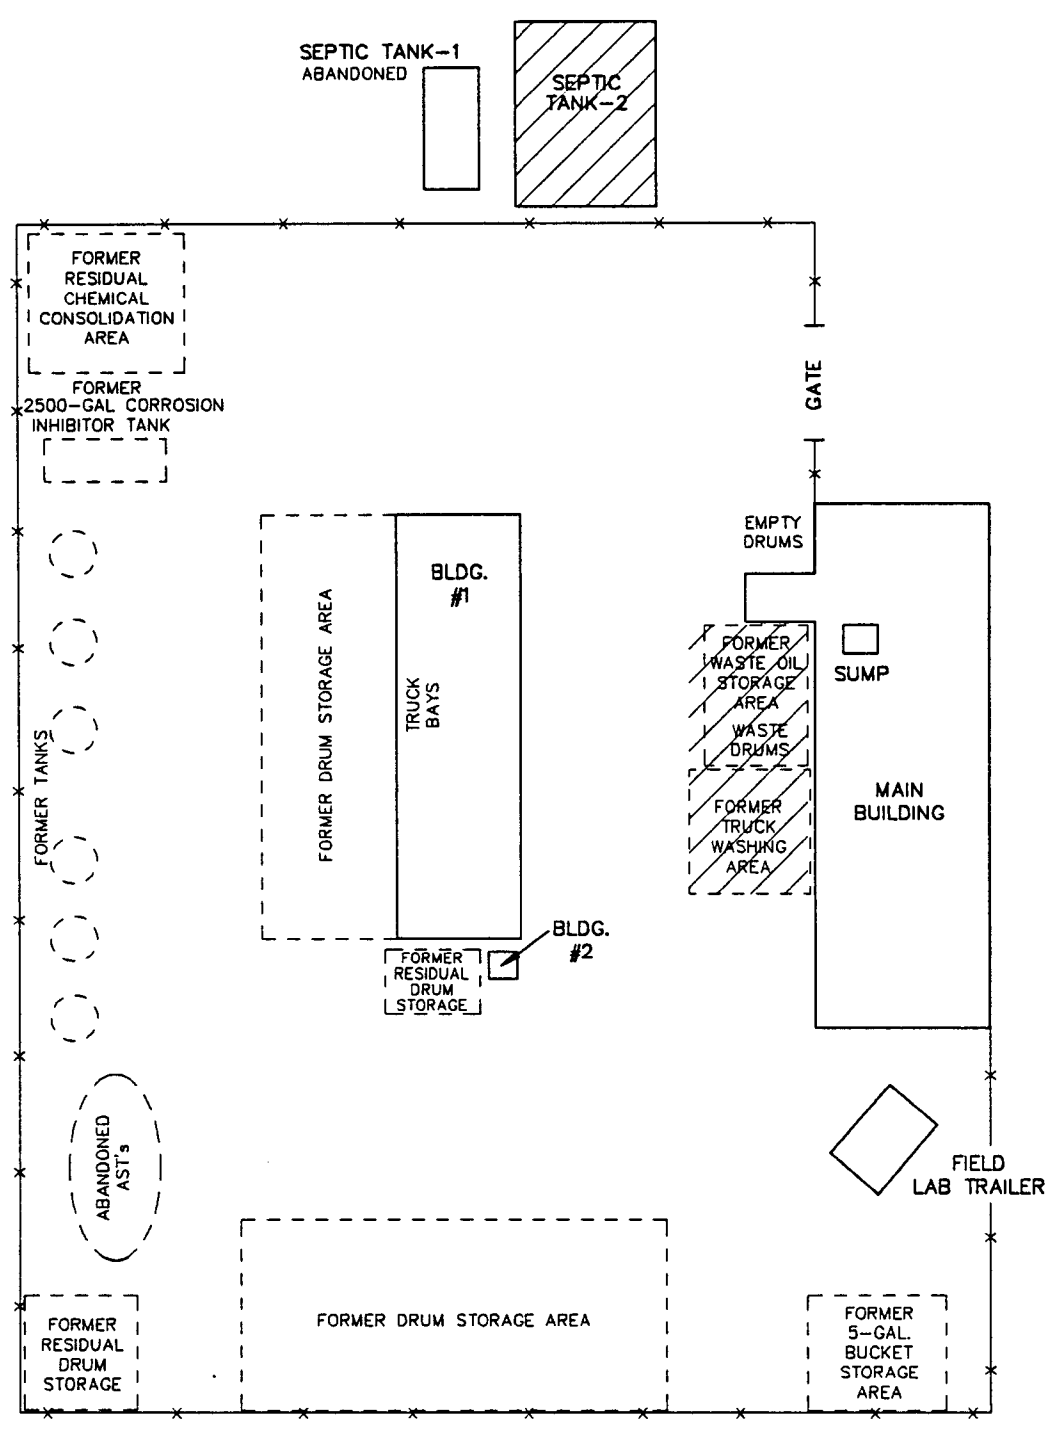 SEPTIC TANK-1
ABANDONED
SEPTIC
TANK-2
FORMER
RESIDUAL
CHEMICAL
CONSOLIDATION
AREA
FORMER
2500-GAL CORROSION
INHIBITOR TANK
GATE
EMPTY
DRUMS
BLDG.
#1
FORMER DRUM STORAGE AREA
TRUCK
BAYS
FORMER
WASTE OIL
STORAGE
AREA
WASTE
DRUMS
SUMP
FORMER TANKS
MAIN
BUILDING
FORMER
TRUCK
WASHING
AREA
BLDG.
#2
FORMER
RESIDUAL
DRUM
STORAGE
ABANDONED
AST's
FIELD
LAB TRAILER
FORMER DRUM STORAGE AREA
FORMER
RESIDUAL
DRUM
STORAGE
FORMER
5-GAL.
BUCKET
STORAGE
AREA